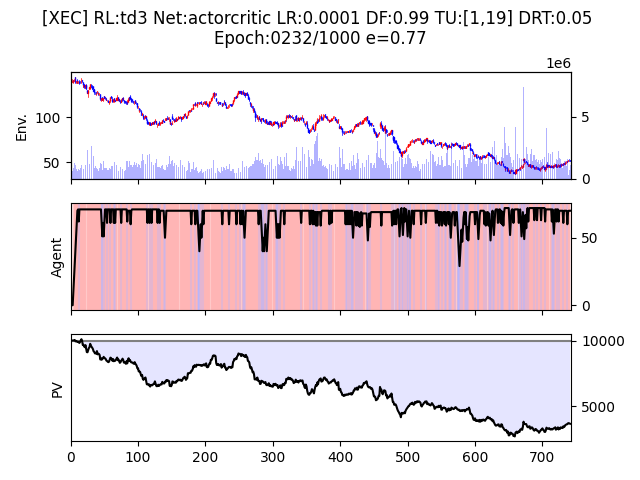 [XEC] RL:td3 Net:actorcritic LR:0.0001 DF:0.99 TU:[1,19] DRT:0.05
Epoch:0232/1000 e=0.77
1e6
Env.
100
50
5
0
Agent
50
0
PV
10000
5000
0 100 200 300 400 500 600 700